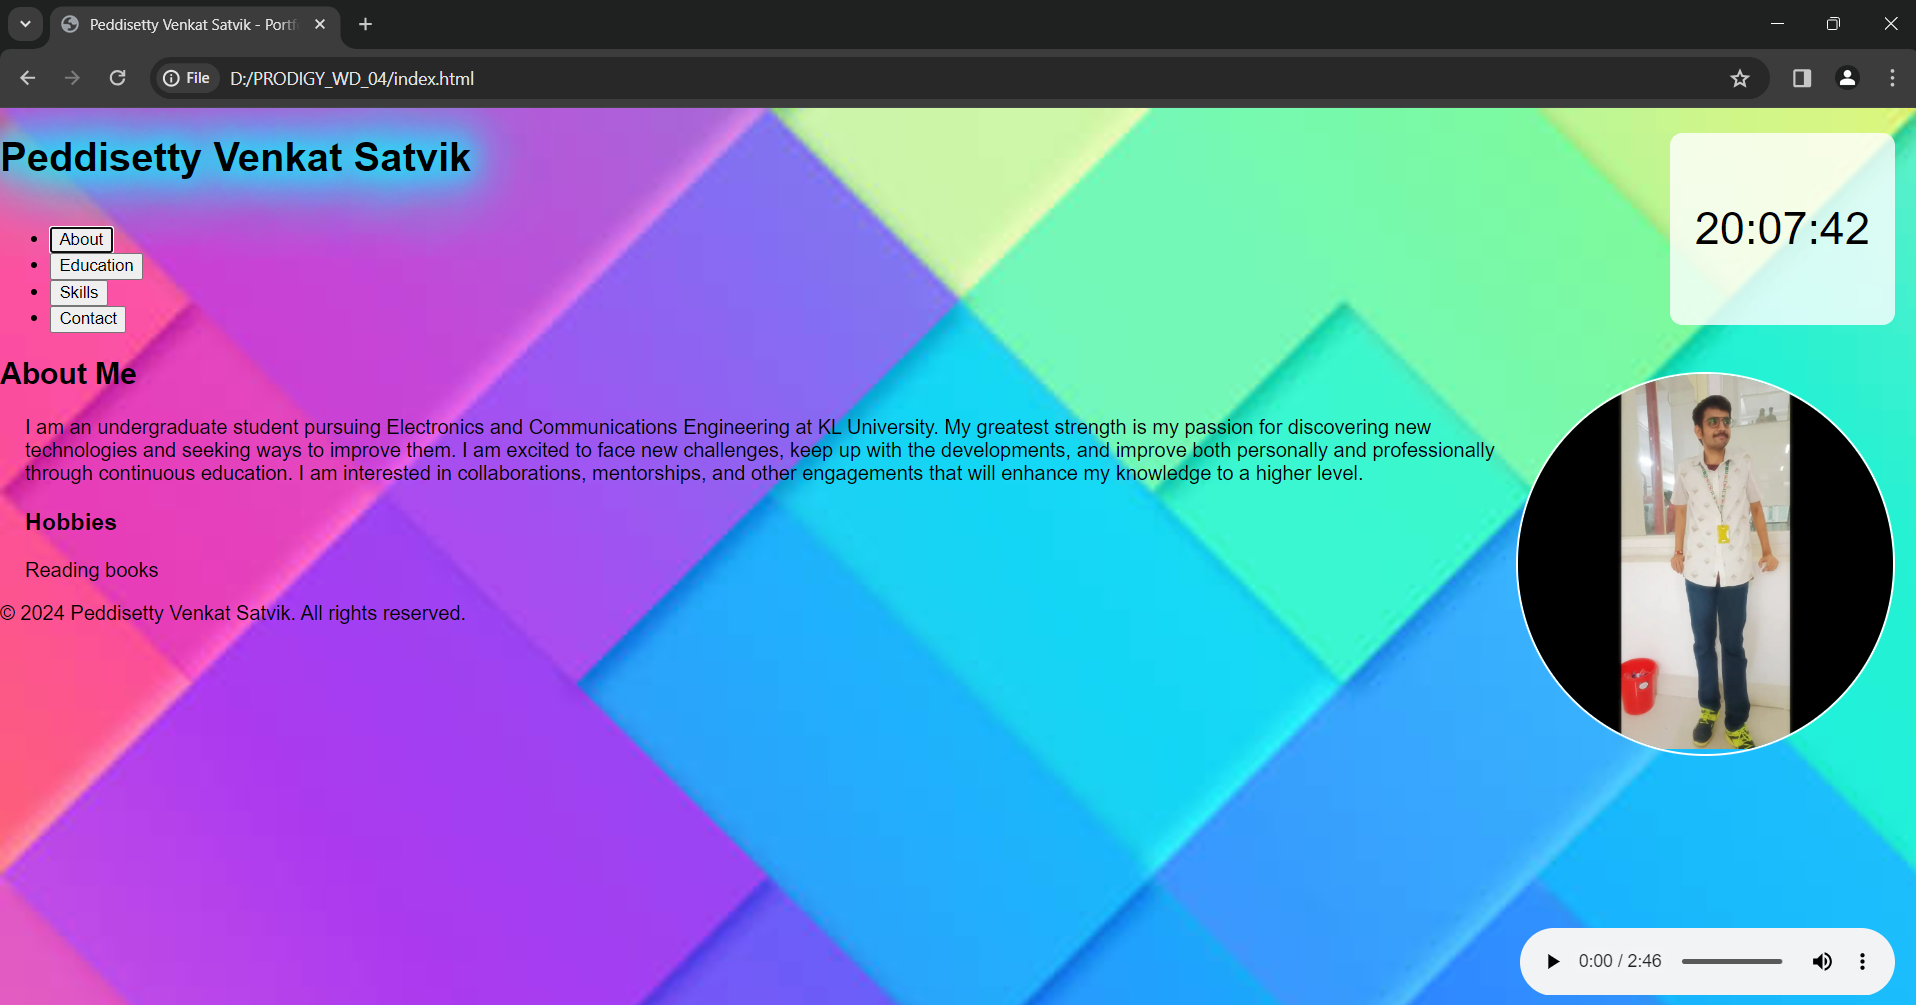 Peddisetty Venkat Satvik - Portf
File D:/PRODIGY_WD_04/index.html
Peddisetty Venkat Satvik
20:07:42
About
Education
Skills
Contact
About Me
I am an undergraduate student pursuing Electronics and Communications Engineering at KL University. My greatest strength is my passion for discovering new
technologies and seeking ways to improve them. I am excited to face new challenges, keep up with the developments, and improve both personally and professionally
through continuous education. I am interested in collaborations, mentorships, and other engagements that will enhance my knowledge to a higher level.
Hobbies
Reading books
© 2024 Peddisetty Venkat Satvik. All rights reserved.
0:00 / 2:46